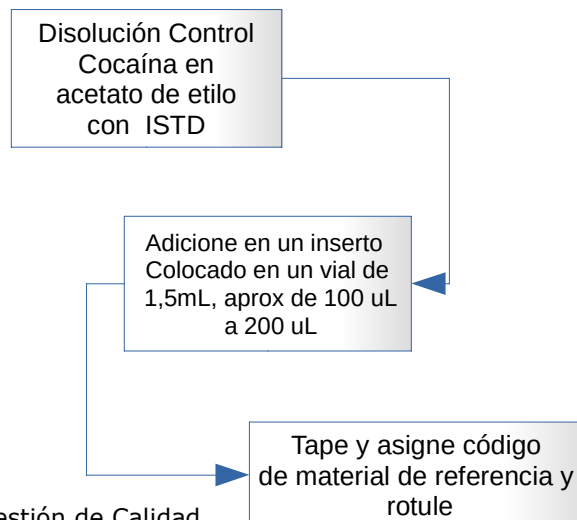 Disolución Control
Cocaína en
acetato de etilo
con ISTD
Adicione en un inserto
Colocado en un vial de
1,5mL, aprox de 100 uL
a 200 uL
Tape y asigne código
de material de referencia y
rotule
estión de Calidad